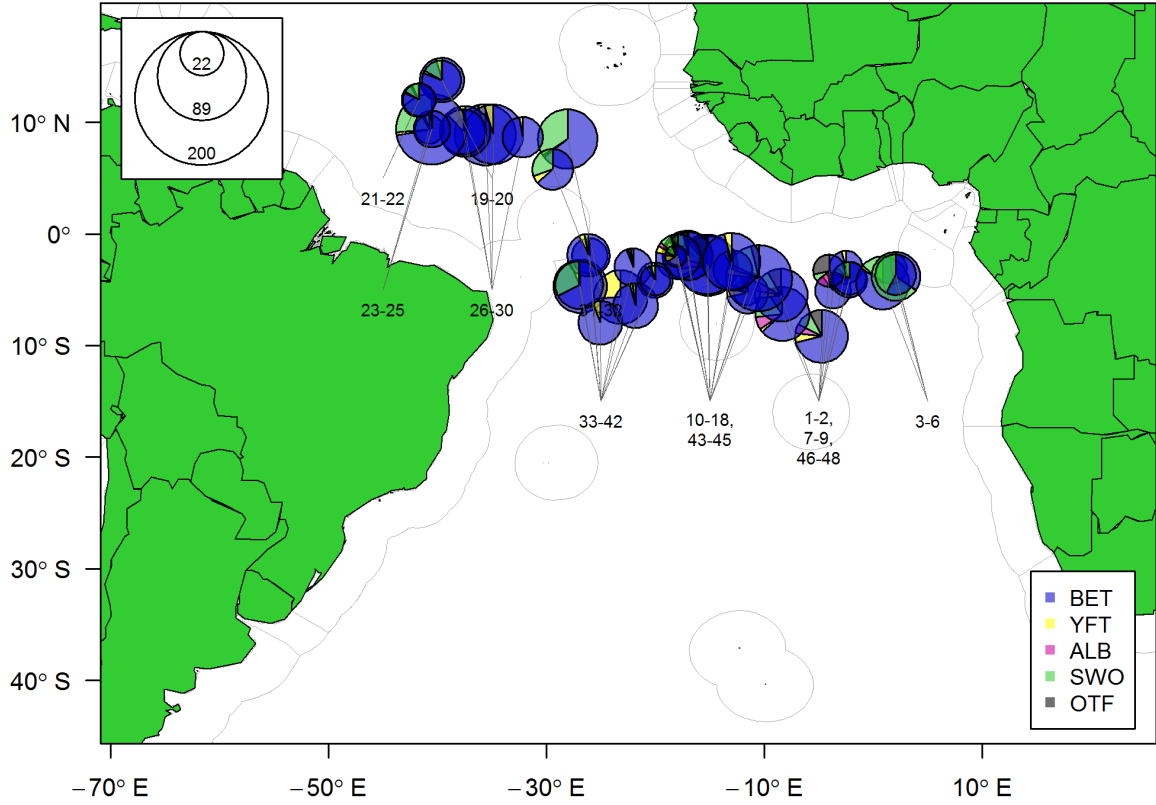 22
89
200
10° N
0°
10° S
20° S
30° S
40° S
21-22
19-20
23-25
26-30
33-42
10-18,
43-45
1-2,
7-9,
46-48
3-6
BET
YFT
ALB
SWO
OTF
−70° E
−50° E
−30° E
−10° E
10° E